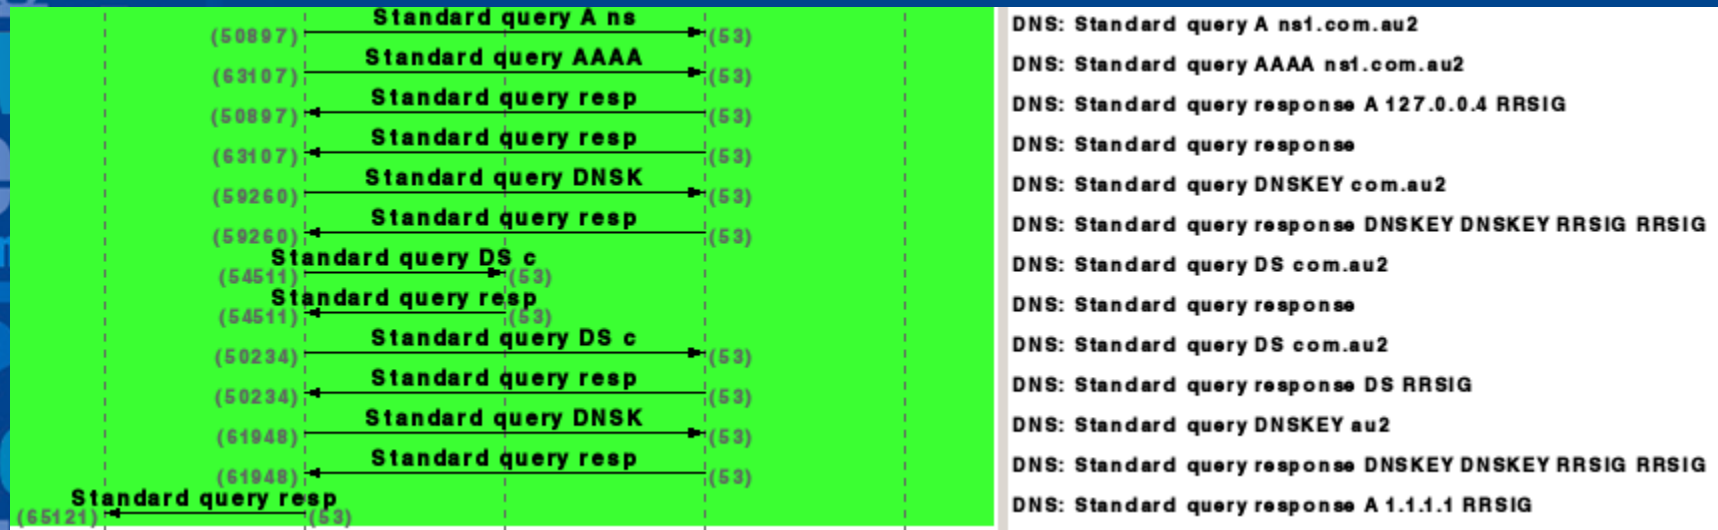 Standard query A ns
(50897) (53) DNS: Standard query A ns1.com.au2
Standard query AAAA
(63107) (53) DNS: Standard query AAAA ns1.com.au2
Standard query resp
(50897) (53) DNS: Standard query response A 127.0.0.4 RRSIG
Standard query resp
(63107) (53) DNS: Standard query response
Standard query DNSK
(59260) (53) DNS: Standard query DNSKEY com.au2
Standard query resp
(59260) (53) DNS: Standard query response DNSKEY DNSKEY RRSIG RRSIG
Standard query DS c
(54511) (53) DNS: Standard query DS com.au2
Standard query resp
(54511) (53) DNS: Standard query response
Standard query DS c
(50234) (53) DNS: Standard query DS com.au2
Standard query resp
(50234) (53) DNS: Standard query response DS RRSIG
Standard query DNSK
(61948) (53) DNS: Standard query DNSKEY au2
Standard query resp
(61948) (53) DNS: Standard query response DNSKEY DNSKEY RRSIG RRSIG
Standard query resp
(65121) (53) DNS: Standard query response A 1.1.1.1 RRSIG